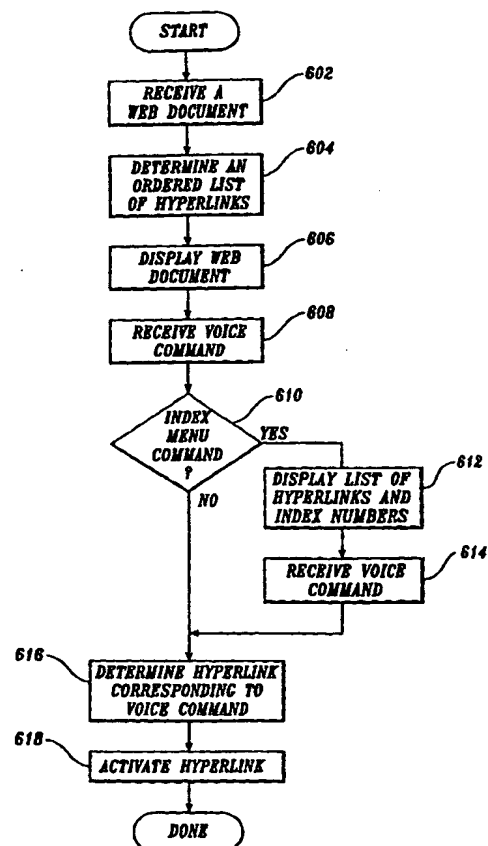 START
602
RECEIVE A
WEB DOCUMENT
604
DETERMINE AN
ORDERED LIST
OF HYPERLINKS
606
DISPLAY WEB
DOCUMENT
608
RECEIVE VOICE
COMMAND
610
INDEX
MENU
COMMAND
?
YES
NO
612
DISPLAY LIST OF
HYPERLINKS AND
INDEX NUMBERS
614
RECEIVE VOICE
COMMAND
616
DETERMINE HYPERLINK
CORRESPONDING TO
VOICE COMMAND
618
ACTIVATE HYPERLINK
DONE